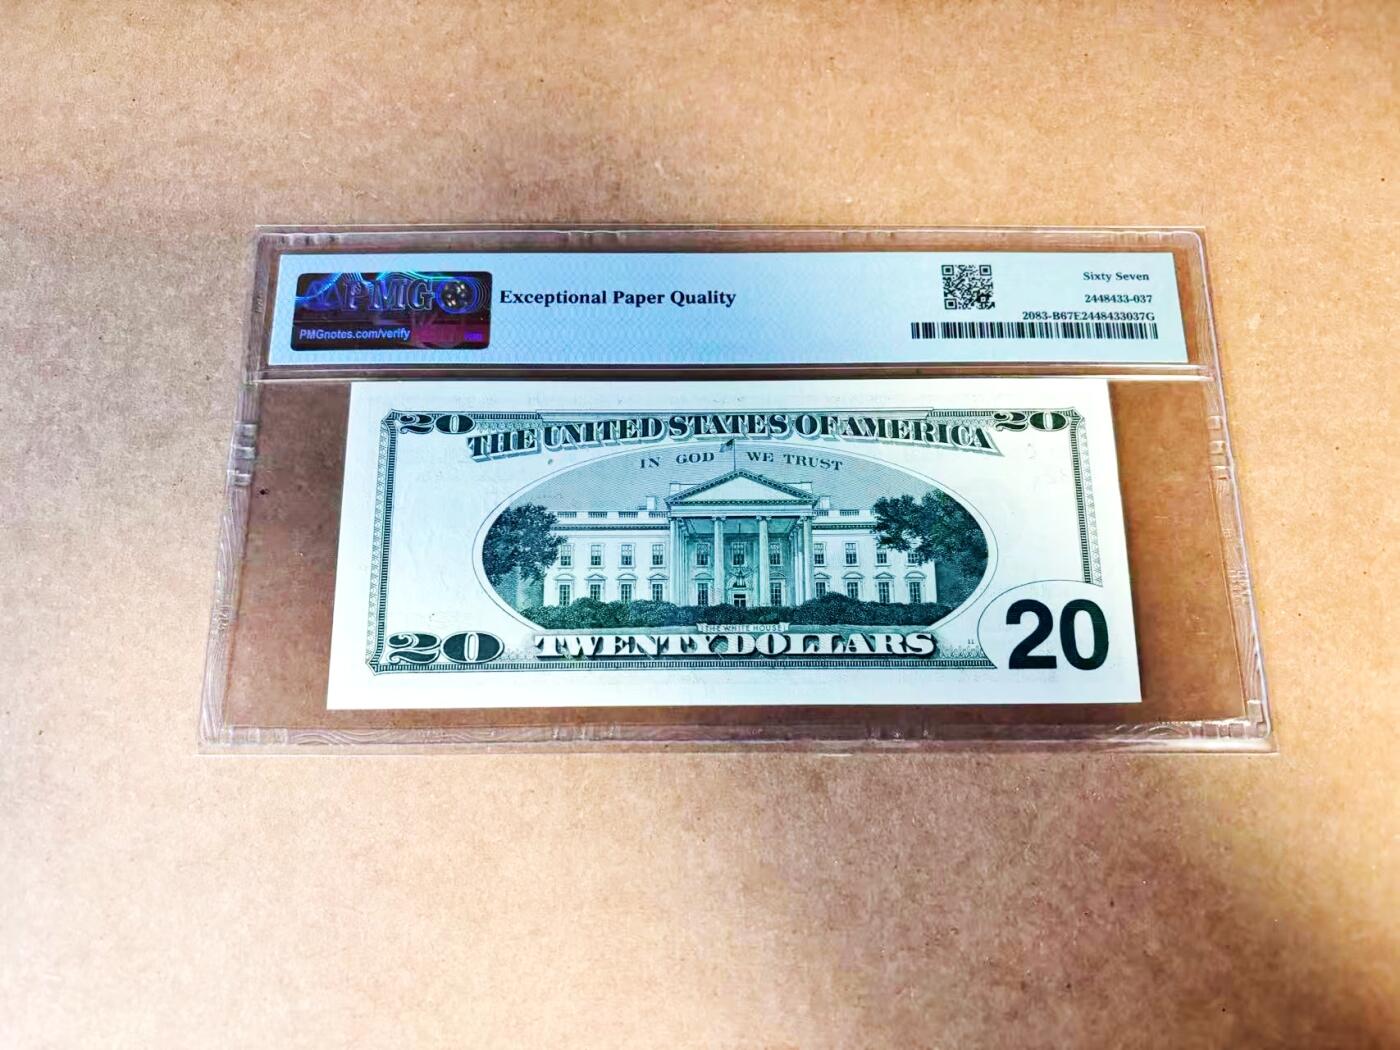 PMG
PMGnotes.com/verify
Exceptional Paper Quality
Sixty Seven
2448433-037
2083-B67E2448433037G
20 THE UNITED STATES OF AMERICA 20
IN GOD WE TRUST
THE WHITE HOUSE
20 TWENTY DOLLARS 11 20